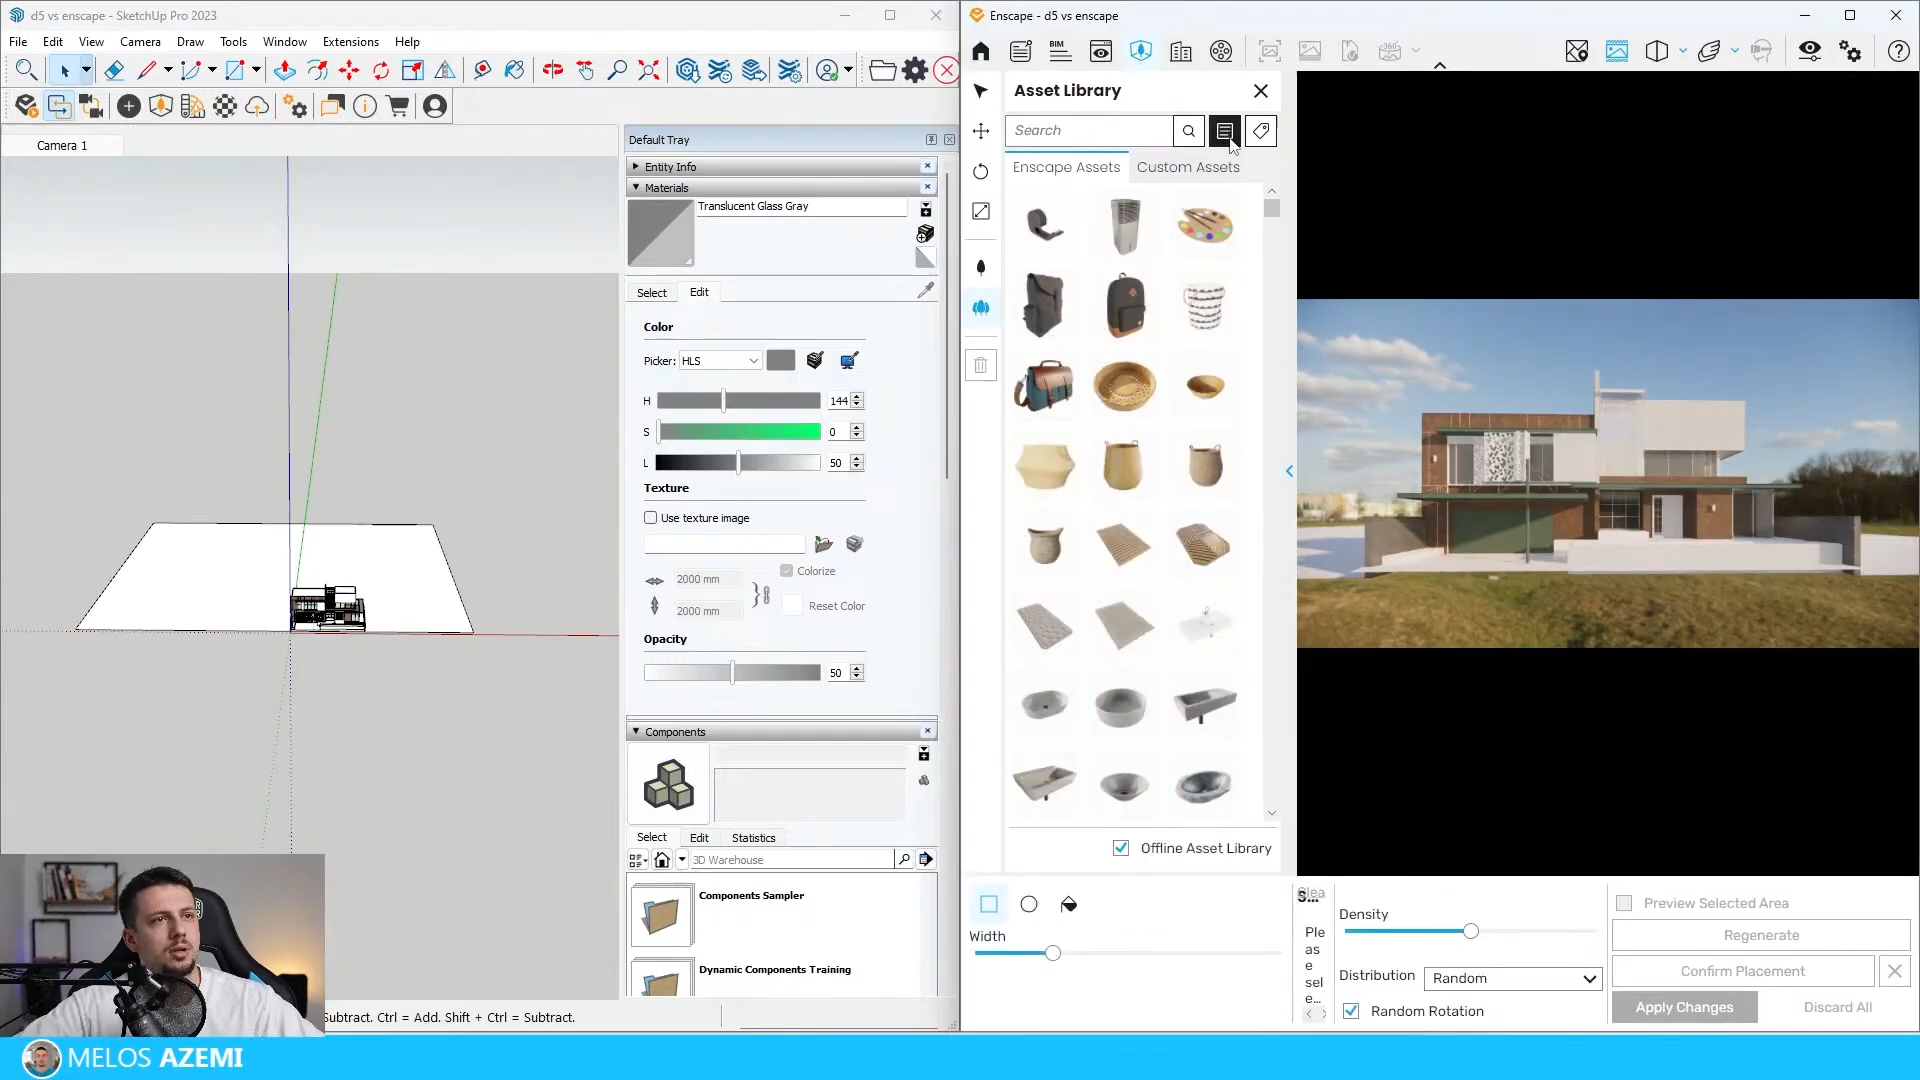 d5 vs enscape - SketchUp Pro 2023
Enscape - d5 vs enscape
File Edit View Camera Draw Tools Window Extensions Help
BIM
360°
Asset Library
Search
Camera 1
Default Tray
Entity Info
Materials
Enscape Assets
Custom Assets
Translucent Glass Gray
Select
Edit
Color
Picker:
HLS
H
144
S
0
L
50
Texture
Use texture image
2000 mm
Colorize
2000 mm
Reset Color
Opacity
50
Components
Select
Edit
Statistics
3D Warehouse
Components Sampler
Dynamic Components Training
Offline Asset Library
Width
S...
Ple
as
e
sel
e...
Density
Distribution
Random
Random Rotation
Preview Selected Area
Regenerate
Confirm Placement
Apply Changes
Discard All
Subtract. Ctrl = Add. Shift + Ctrl = Subtract.
MELOS AZEMI